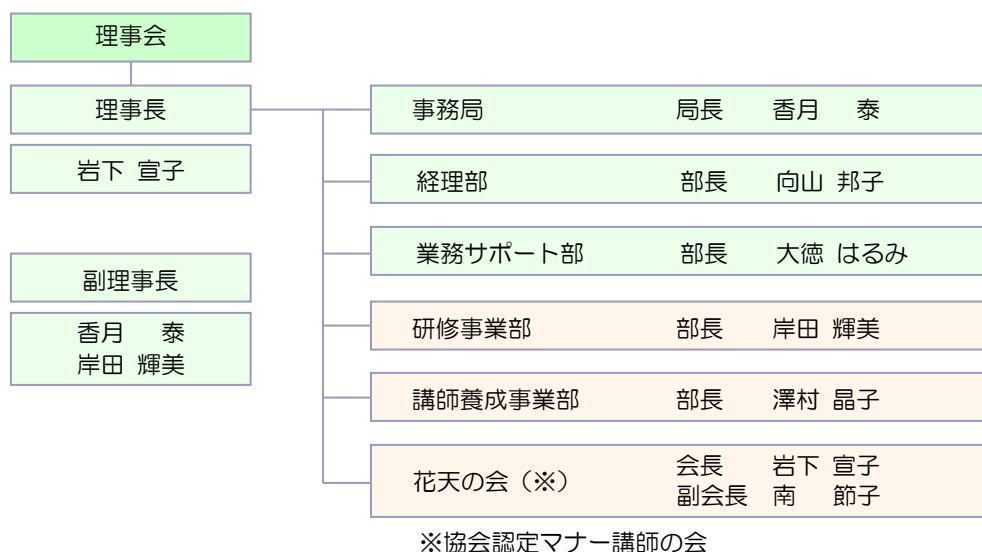 理事会
理事長
岩下 宣子
副理事長
香月 泰
岸田 輝美
事務局 局長 香月 泰
経理部 部長 向山 邦子
業務サポート部 部長 大徳 はるみ
研修事業部 部長 岸田 輝美
講師養成事業部 部長 澤村 晶子
花天の会（※） 会長 岩下 宣子
副会長 南 節子
※協会認定マナー講師の会